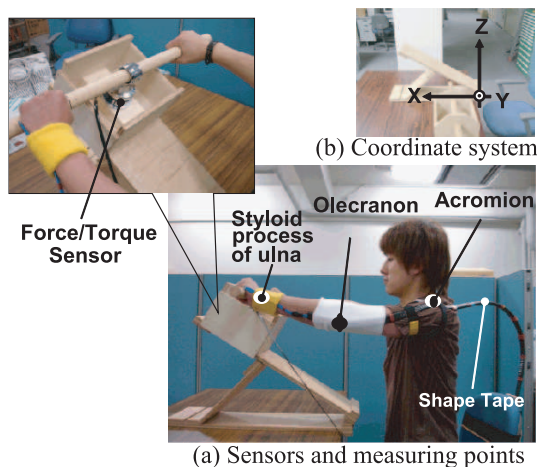 Force/Torque
Sensor
Z
X
Y
(b) Coordinate system
Styloid
process
of ulna
Olecranon
Acromion
Shape Tape
(a) Sensors and measuring points